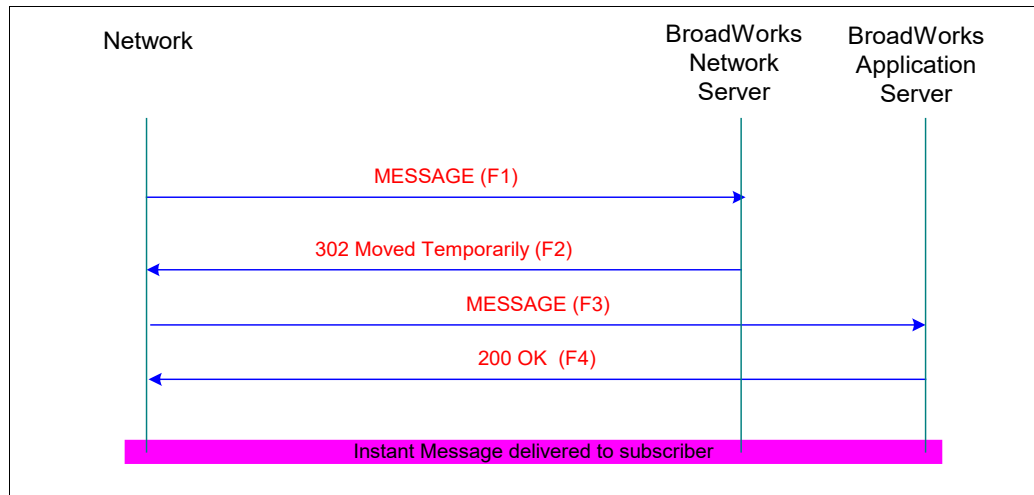 Network
BroadWorks
Network
Server
BroadWorks
Application
Server
MESSAGE (F1)
302 Moved Temporarily (F2)
MESSAGE (F3)
200 OK (F4)
Instant Message delivered to subscriber